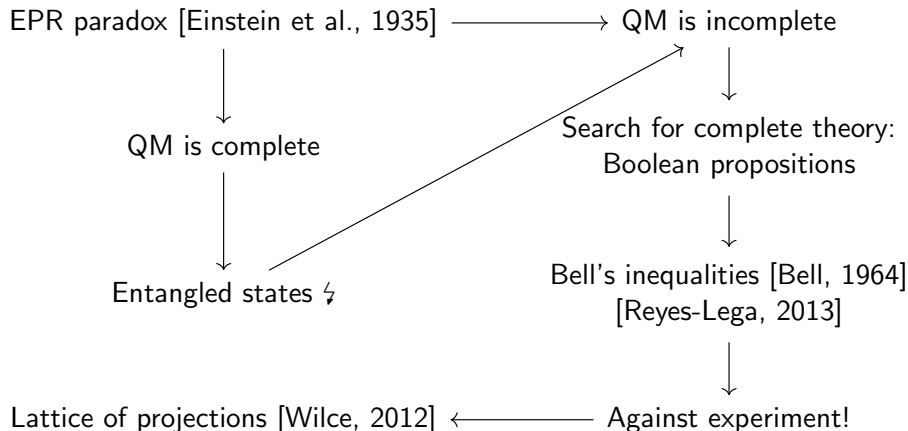 EPR paradox [Einstein et al., 1935]
QM is incomplete
QM is complete
Search for complete theory:
Boolean propositions
Entangled states ↯
Bell's inequalities [Bell, 1964]
[Reyes-Lega, 2013]
Lattice of projections [Wilce, 2012]
Against experiment!